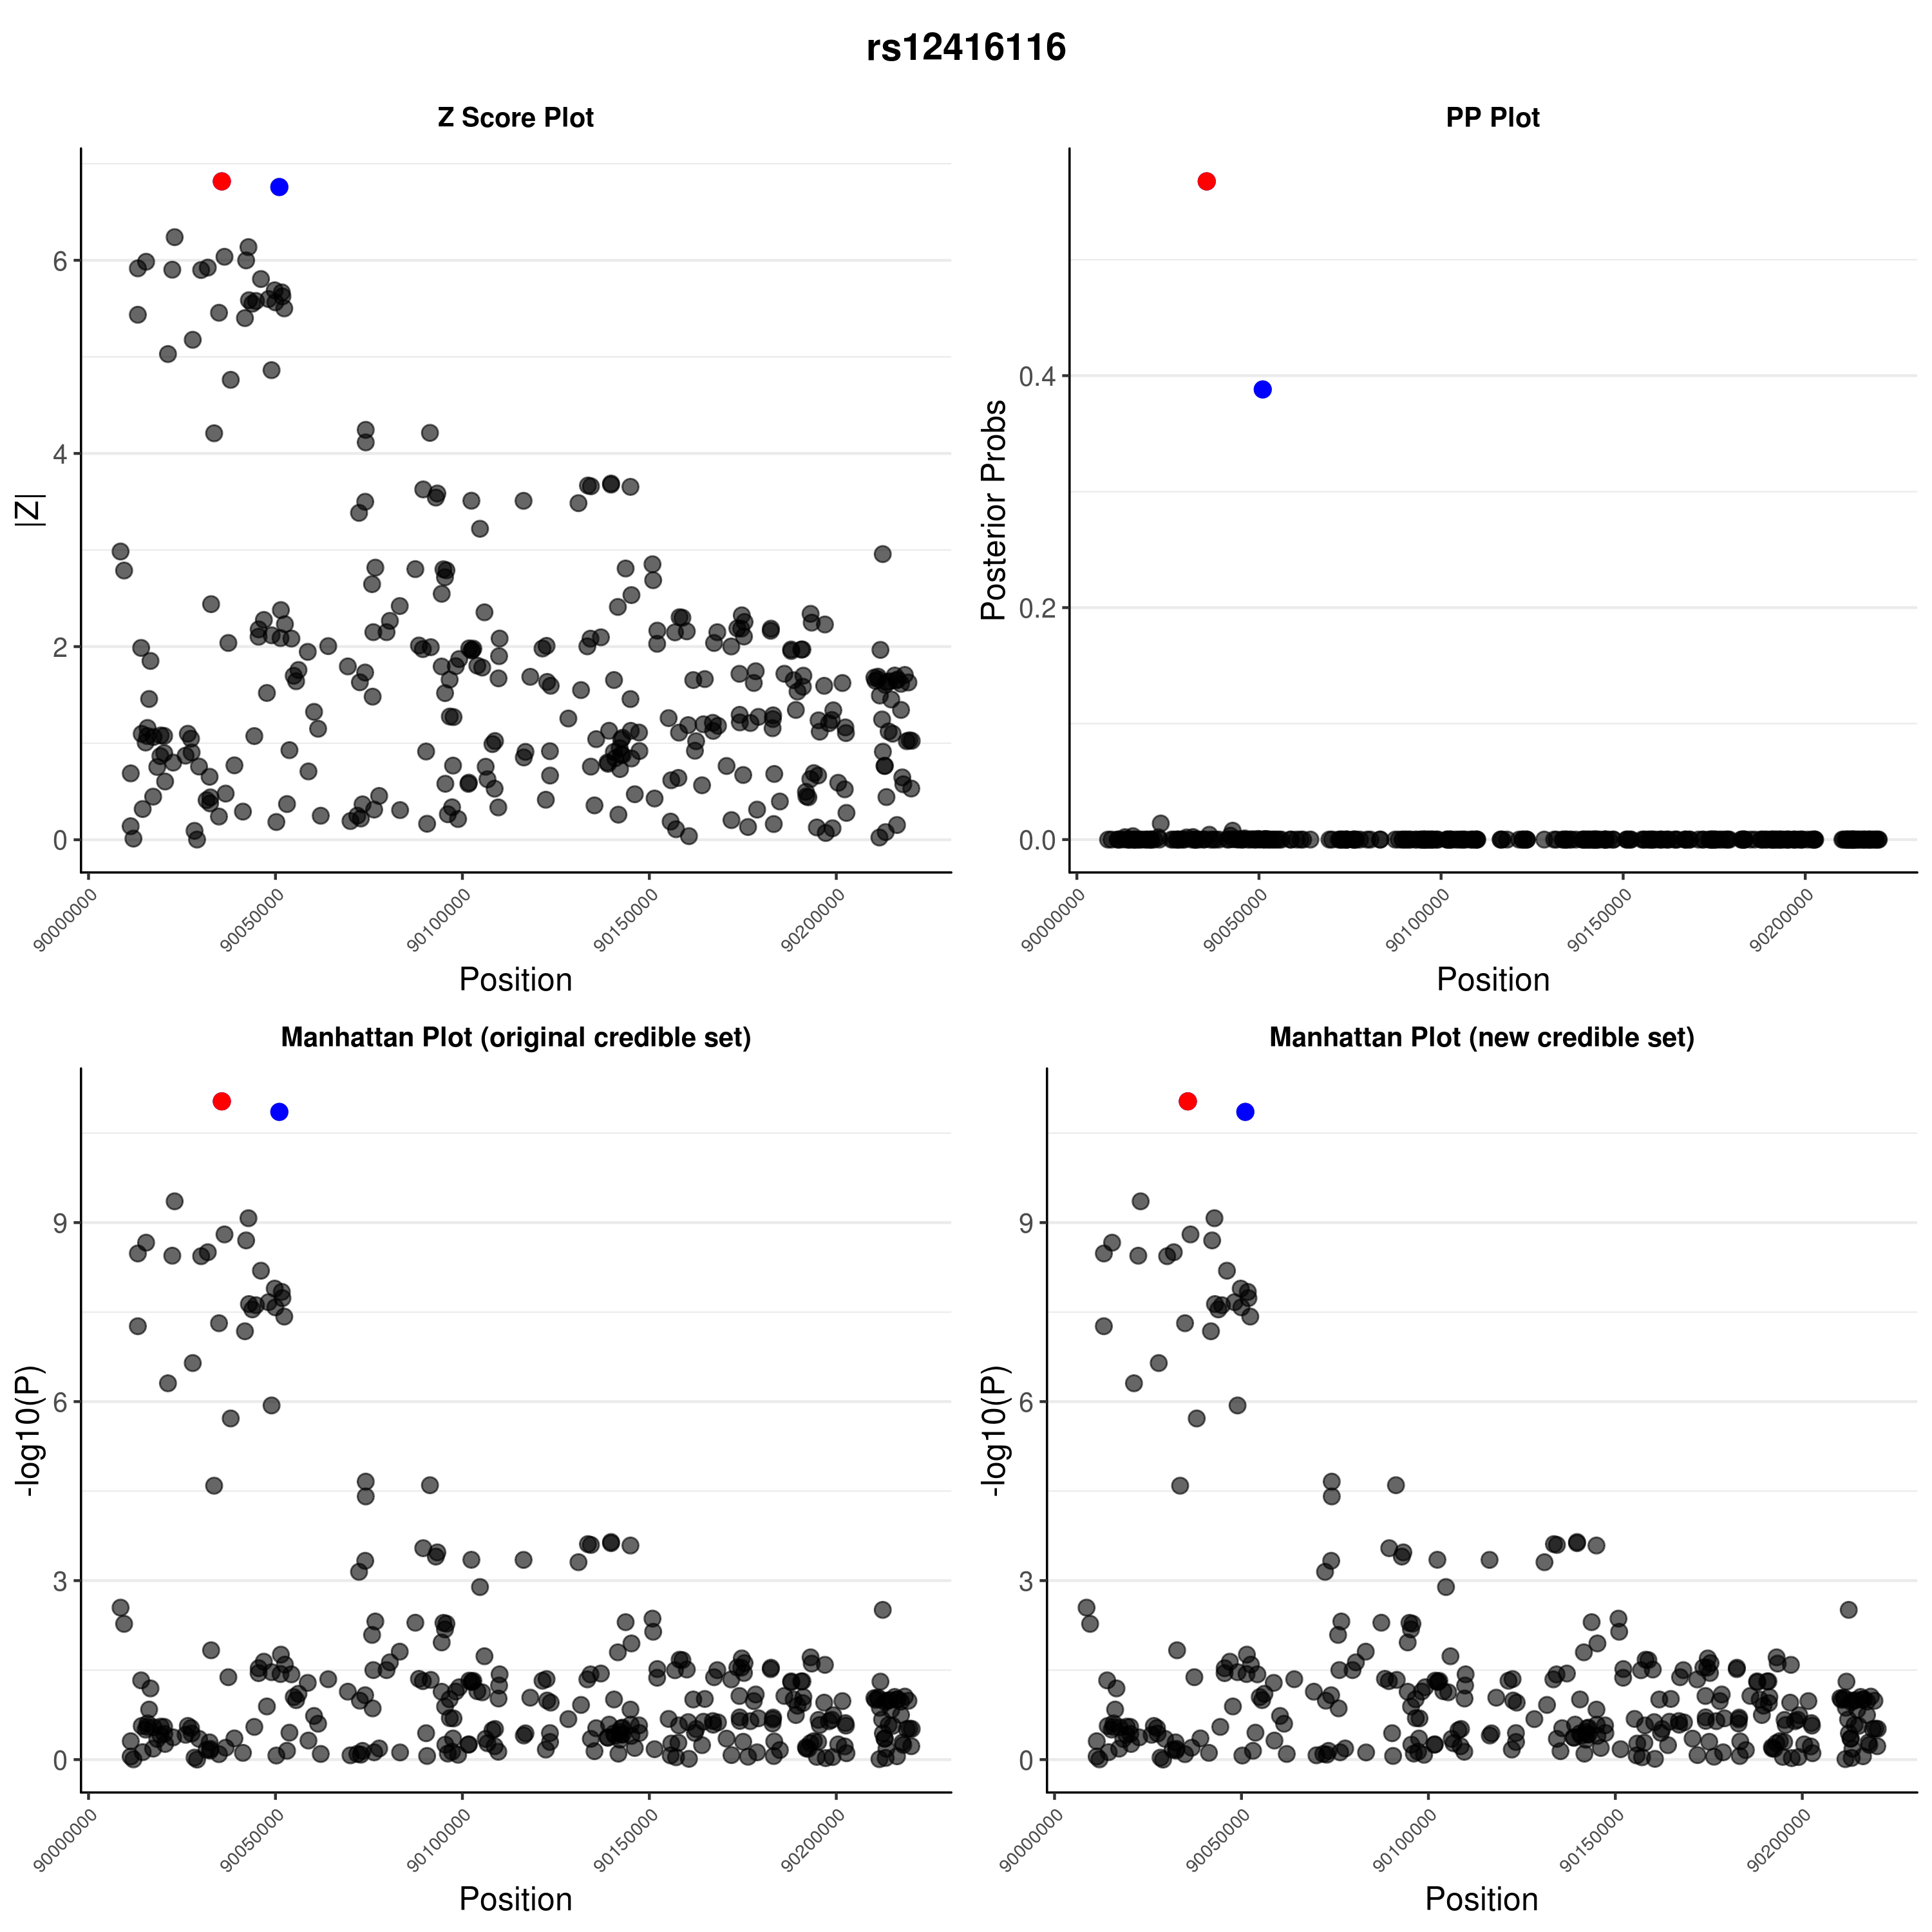 rs12416116
Z Score Plot
|Z|
6
4
2
0
90000000
90050000
90100000
90150000
90200000
Position
PP Plot
Posterior Probs
0.4
0.2
0.0
90000000
90050000
90100000
90150000
90200000
Position
Manhattan Plot (original credible set)
-log10(P)
9
6
3
0
90000000
90050000
90100000
90150000
90200000
Position
Manhattan Plot (new credible set)
-log10(P)
9
6
3
0
90000000
90050000
90100000
90150000
90200000
Position